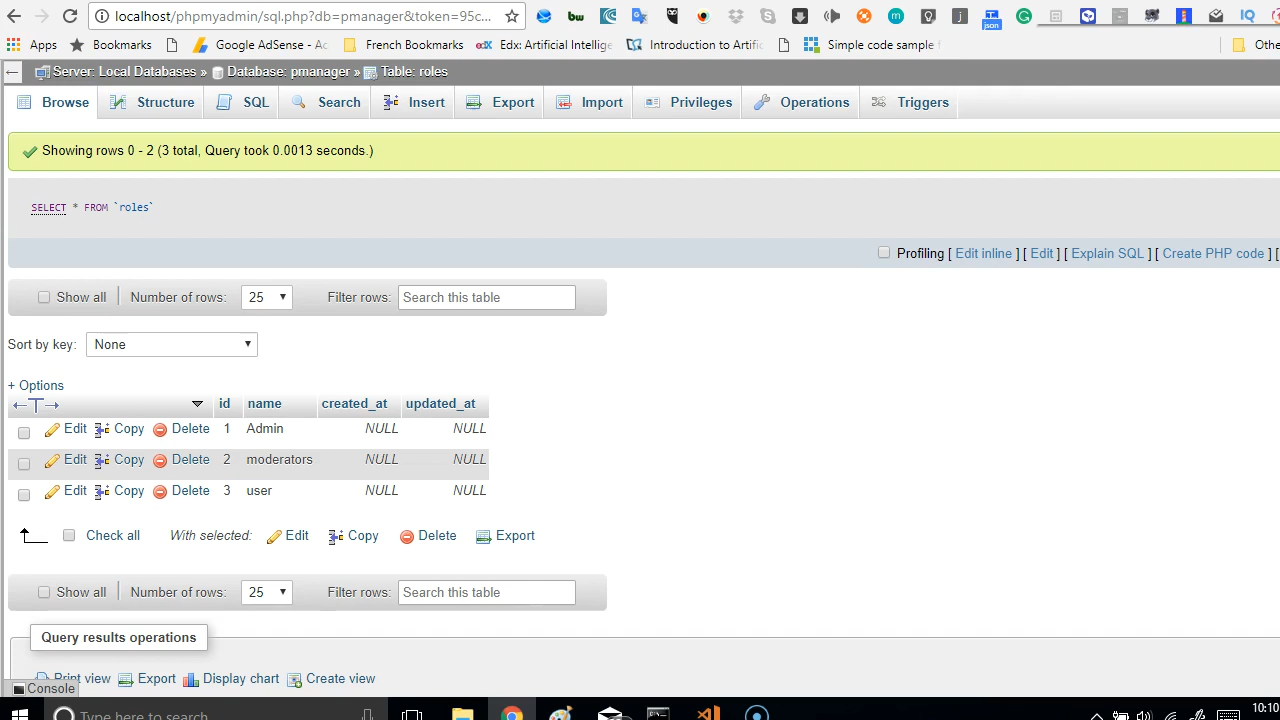 localhost/phpmyadmin/sql.php?db=pmanager&token=95c...
json
Apps Bookmarks Google AdSense - Ac French Bookmarks Edx: Artificial Intellige Introduction to Artific Simple code sample f Othe
Server: Local Databases » Database: pmanager » Table: roles
Browse Structure SQL Search Insert Export Import Privileges Operations Triggers
Showing rows 0 - 2 (3 total, Query took 0.0013 seconds.)
SELECT * FROM `roles`
Profiling [ Edit inline ] [ Edit ] [ Explain SQL ] [ Create PHP code ] [
Show all Number of rows: 25 Filter rows: Search this table
Sort by key: None
+ Options
←T→ id name created_at updated_at
Edit Copy Delete 1 Admin NULL NULL
Edit Copy Delete 2 moderators NULL NULL
Edit Copy Delete 3 user NULL NULL
Check all With selected: Edit Copy Delete Export
Show all Number of rows: 25 Filter rows: Search this table
Query results operations
Print view Export Display chart Create view
Console
Type here to search
10:10